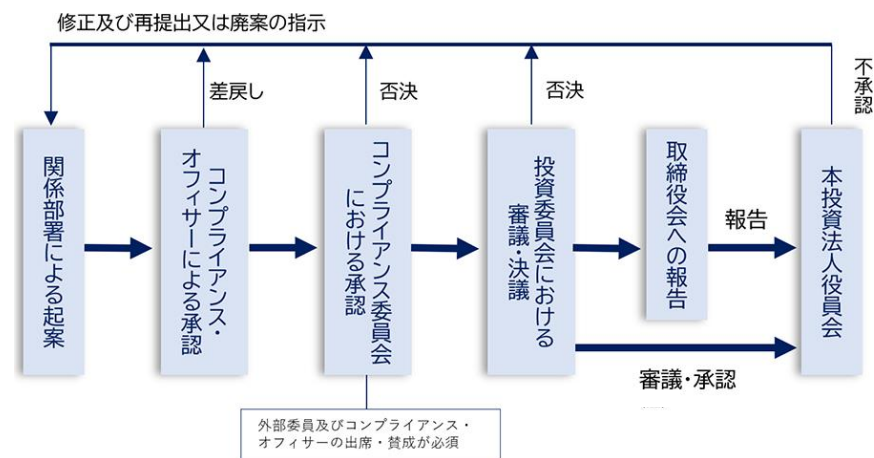 修正及び再提出又は廃案の指示
差戻し
否決
否決
不承認
関係部署による起案
コンプライアンス・
オフィサーによる承認
コンプライアンス委員会
における承認
投資委員会における
審議・決議
取締役会への報告
報告
本投資法人役員会
審議・承認
外部委員及びコンプライアンス・
オフィサーの出席・賛成が必須